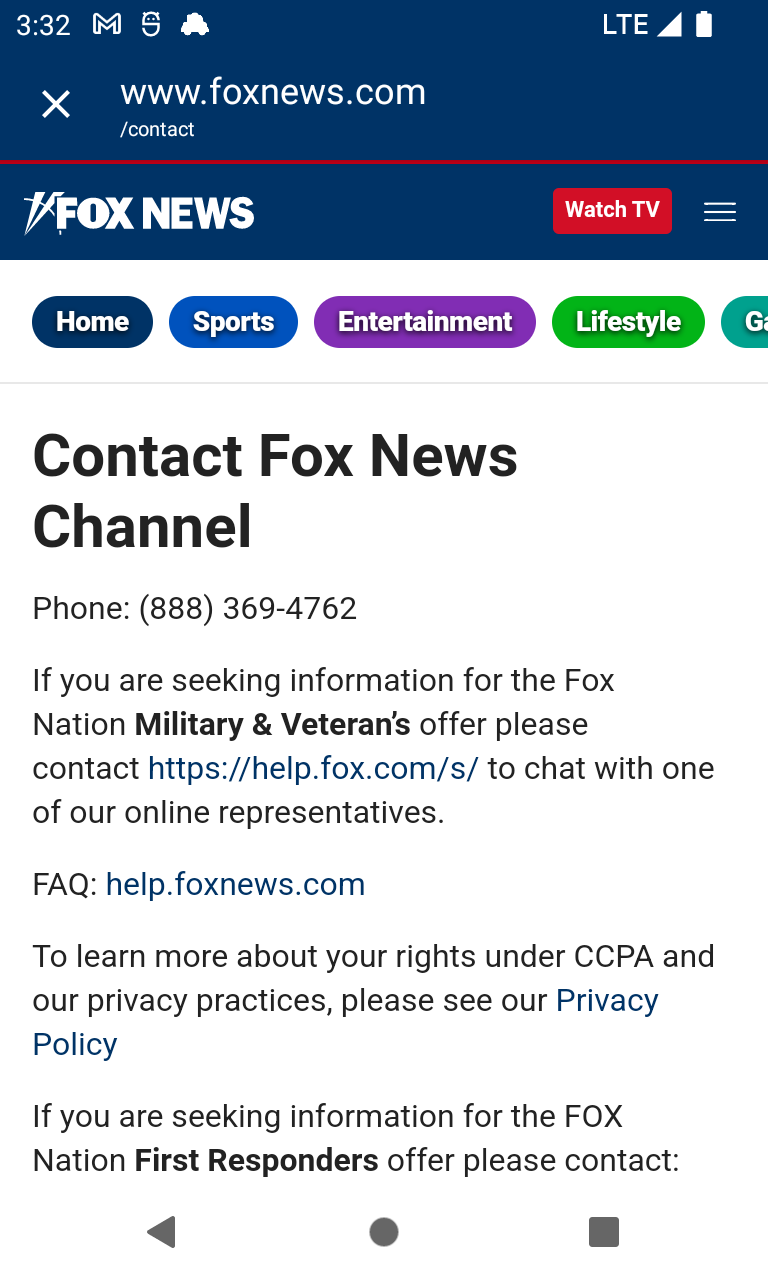 3:32
LTE
www.foxnews.com
/contact
FOX NEWS
Watch TV
Home
Sports
Entertainment
Lifestyle
Ga
Contact Fox News
Channel
Phone: (888) 369-4762
If you are seeking information for the Fox
Nation Military & Veteran’s offer please
contact https://help.fox.com/s/ to chat with one
of our online representatives.
FAQ: help.foxnews.com
To learn more about your rights under CCPA and
our privacy practices, please see our Privacy
Policy
If you are seeking information for the FOX
Nation First Responders offer please contact: